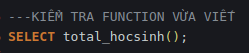 ---KIỂM TRA FUNCTION VỪA VIẾT
SELECT total_hocsinh();